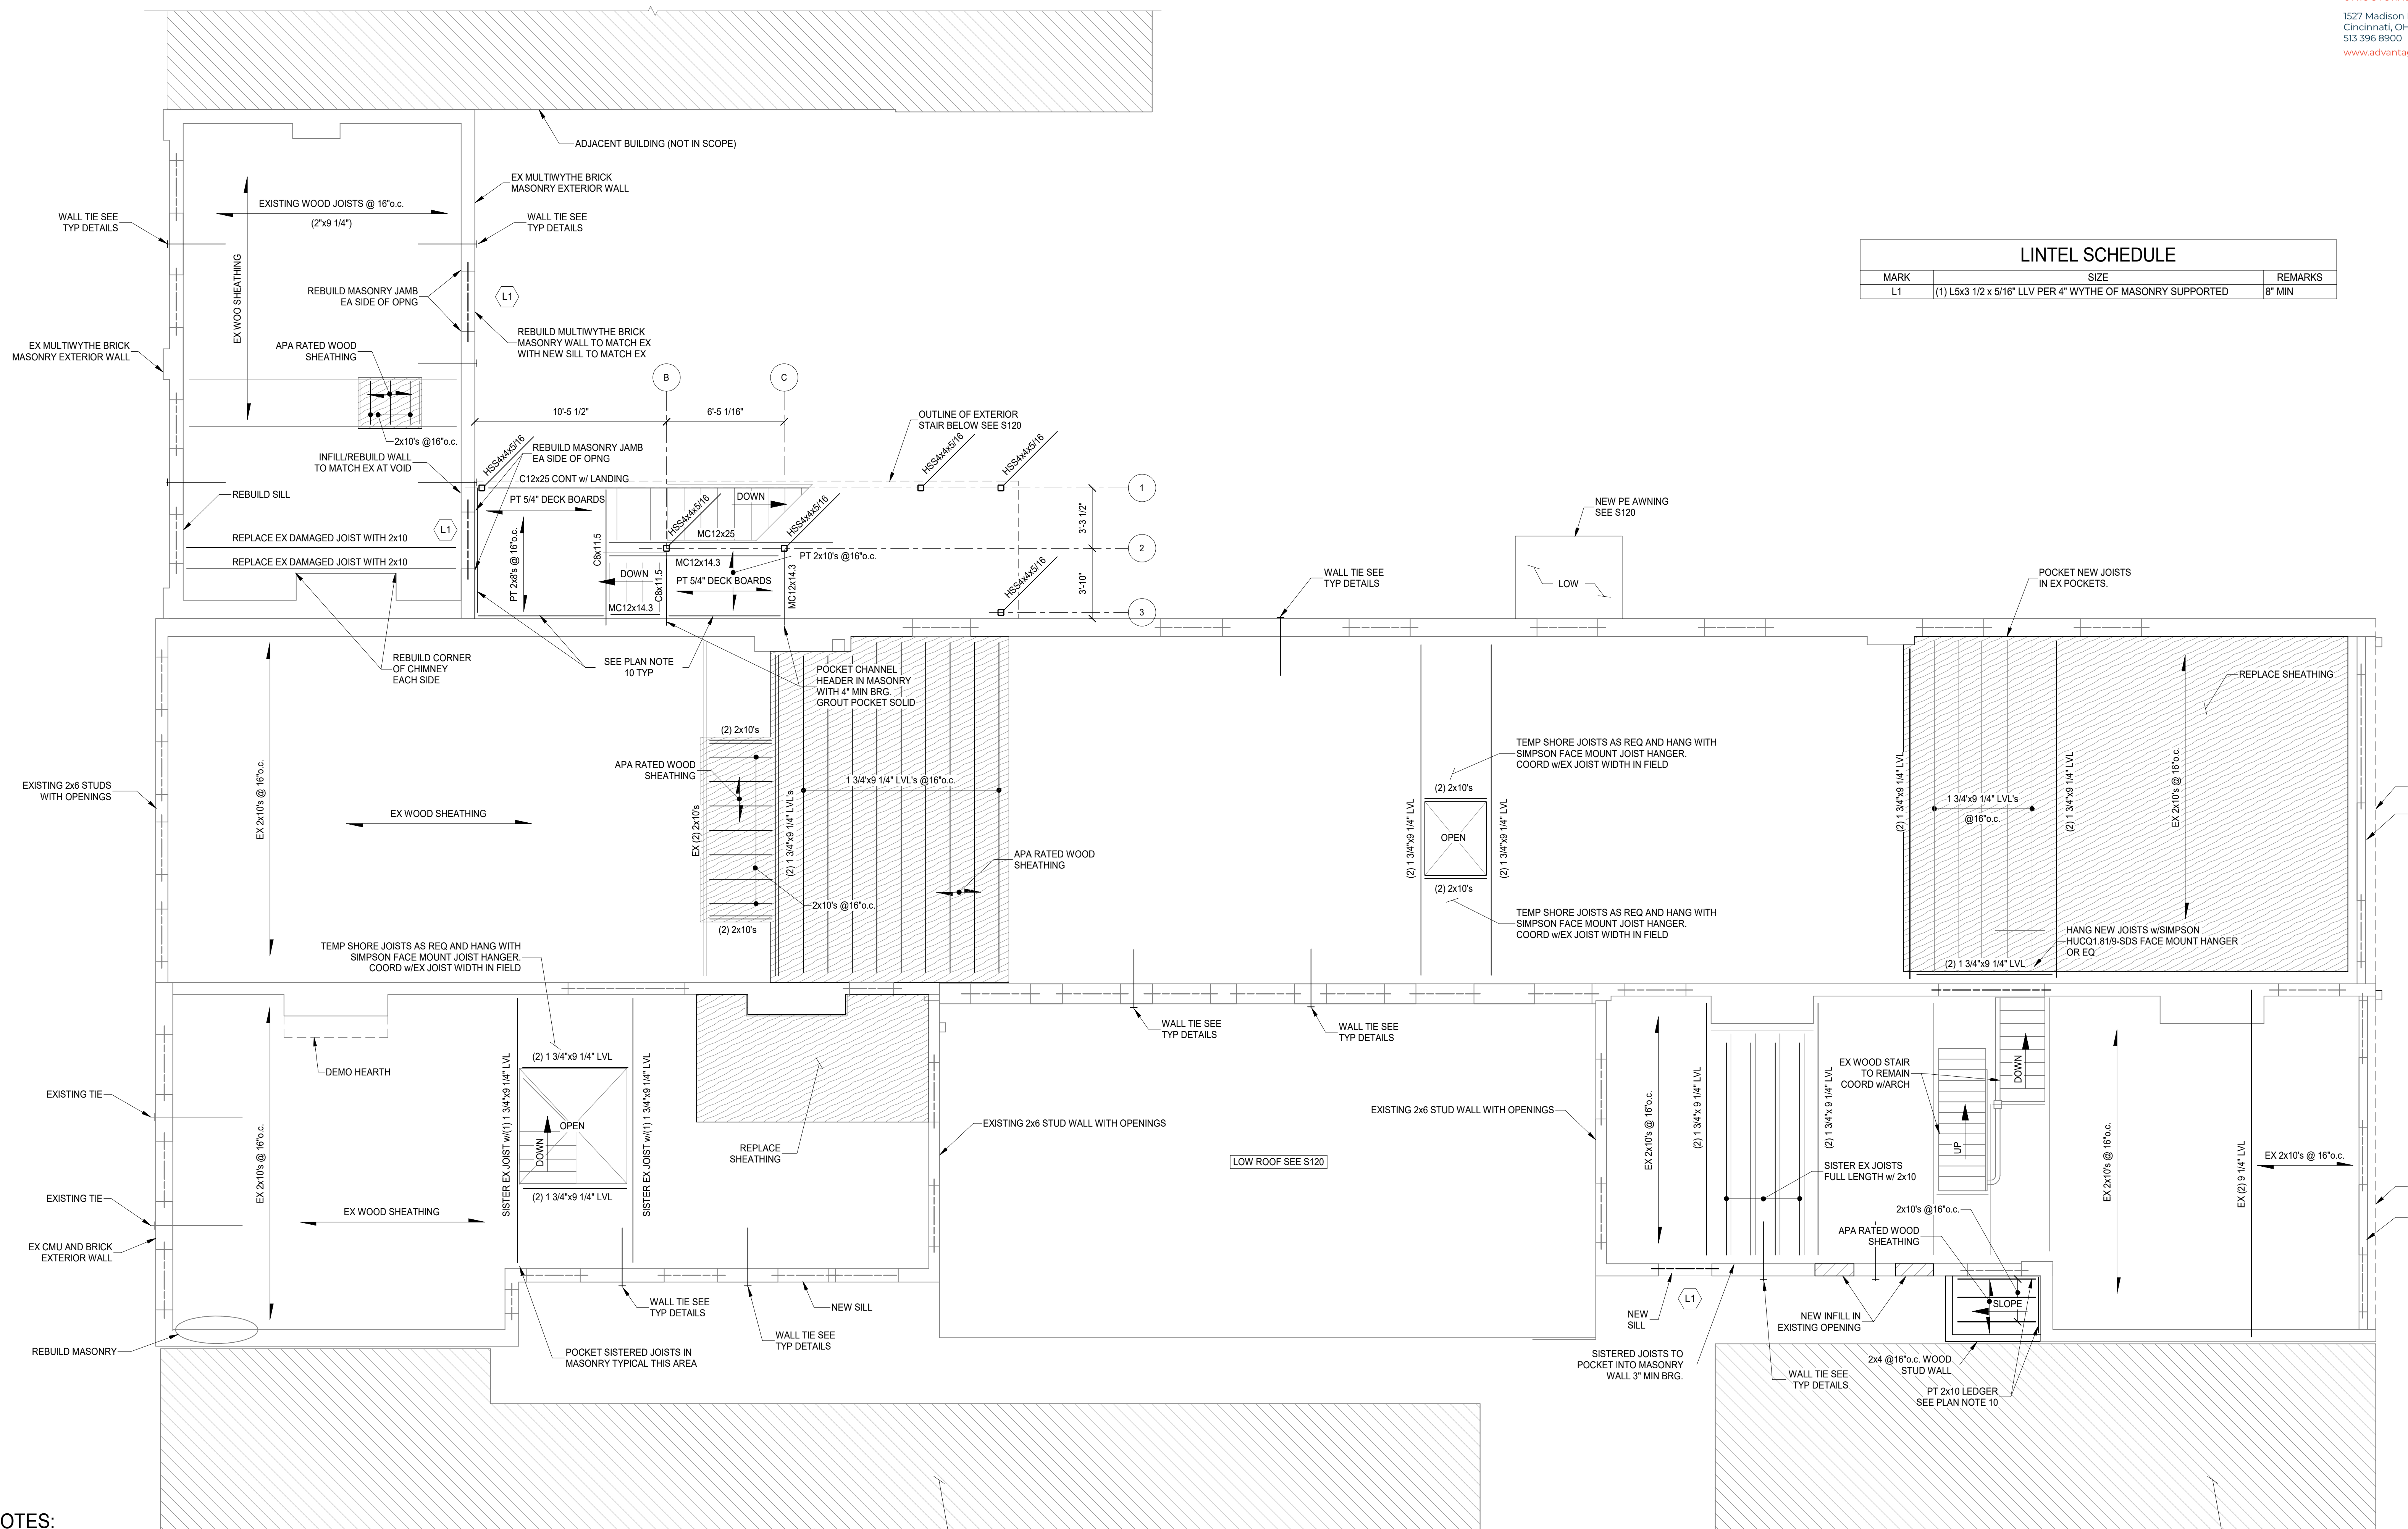 1527 Madison
Cincinnati, OH
513 396 8900
ADJACENT BUILDING (NOT IN SCOPE)
EX MULTIWYTHE BRICK
MASONRY EXTERIOR WALL
EXISTING WOOD JOISTS @ 16"o.c.
(2"x9 1/4")
WALL TIE SEE
TYP DETAILS
WALL TIE SEE
TYP DETAILS
EX WOO SHEATHING
REBUILD MASONRY JAMB
EA SIDE OF OPNG
L1
REBUILD MULTIWYTHE BRICK
MASONRY WALL TO MATCH EX
WITH NEW SILL TO MATCH EX
EX MULTIWYTHE BRICK
MASONRY EXTERIOR WALL
APA RATED WOOD
SHEATHING
2x10's @16"o.c.
LINTEL SCHEDULE
MARK SIZE REMARKS
L1 (1) L5x3 1/2 x 5/16" LLV PER 4" WYTHE OF MASONRY SUPPORTED 8" MIN
B
C
10'-5 1/2"
6'-5 1/16"
OUTLINE OF EXTERIOR
STAIR BELOW SEE S120
INFILL/REBUILD WALL
TO MATCH EX AT VOID
REBUILD MASONRY JAMB
EA SIDE OF OPNG
HSS4x4x5/16
HSS4x4x5/16
HSS4x4x5/16
C12x25 CONT w/ LANDING
1
REBUILD SILL
PT 5/4" DECK BOARDS
DOWN
HSS4x4x5/16
HSS4x4x5/16
3'-3 1/2"
L1
REPLACE EX DAMAGED JOIST WITH 2x10
REPLACE EX DAMAGED JOIST WITH 2x10
PT 2x8's @ 16"o.c.
C8x11.5
MC12x25
2
PT 2x10's @16"o.c.
MC12x14.3
DOWN
PT 5/4" DECK BOARDS
C8x11.5
MC12x14.3
MC12x14.3
HSS4x4x5/16
3'-10"
3
NEW PE AWNING
SEE S120
LOW
WALL TIE SEE
TYP DETAILS
POCKET NEW JOISTS
IN EX POCKETS.
REBUILD CORNER
OF CHIMNEY
EACH SIDE
SEE PLAN NOTE
10 TYP
POCKET CHANNEL
HEADER IN MASONRY
WITH 4" MIN BRG.
GROUT POCKET SOLID
REPLACE SHEATHING
(2) 2x10's
APA RATED WOOD
SHEATHING
EXISTING 2x6 STUDS
WITH OPENINGS
EX 2x10's @ 16"o.c.
EX WOOD SHEATHING
EX (2) 2x10's
(2) 1 3/4"x9 1/4" LVL's
1 3/4'x9 1/4" LVL's @16"o.c.
APA RATED WOOD
SHEATHING
2x10's @16"o.c.
(2) 2x10's
TEMP SHORE JOISTS AS REQ AND HANG WITH
SIMPSON FACE MOUNT JOIST HANGER.
COORD w/EX JOIST WIDTH IN FIELD
(2) 2x10's
(2) 1 3/4"x9 1/4" LVL
OPEN
(2) 1 3/4"x9 1/4" LVL
(2) 2x10's
TEMP SHORE JOISTS AS REQ AND HANG WITH
SIMPSON FACE MOUNT JOIST HANGER.
COORD w/EX JOIST WIDTH IN FIELD
(2) 1 3/4"x9 1/4" LVL
1 3/4'x9 1/4" LVL's
@16"o.c.
(2) 1 3/4"x9 1/4" LVL
EX 2x10's @ 16"o.c.
HANG NEW JOISTS w/SIMPSON
HUCQ1.81/9-SDS FACE MOUNT HANGER
OR EQ
(2) 1 3/4"x9 1/4" LVL
TEMP SHORE JOISTS AS REQ AND HANG WITH
SIMPSON FACE MOUNT JOIST HANGER.
COORD w/EX JOIST WIDTH IN FIELD
DEMO HEARTH
EXISTING TIE
EXISTING TIE
EX CMU AND BRICK
EXTERIOR WALL
REBUILD MASONRY
EX 2x10's @ 16"o.c.
EX WOOD SHEATHING
SISTER EX JOIST w/(1) 1 3/4"x9 1/4" LVL
(2) 1 3/4"x9 1/4" LVL
OPEN
DOWN
(2) 1 3/4"x9 1/4" LVL
SISTER EX JOIST w/(1) 1 3/4"x9 1/4" LVL
REPLACE
SHEATHING
EXISTING 2x6 STUD WALL WITH OPENINGS
WALL TIE SEE
TYP DETAILS
WALL TIE SEE
TYP DETAILS
LOW ROOF SEE S120
EXISTING 2x6 STUD WALL WITH OPENINGS
WALL TIE SEE
TYP DETAILS
NEW SILL
WALL TIE SEE
TYP DETAILS
POCKET SISTERED JOISTS IN
MASONRY TYPICAL THIS AREA
EX 2x10's @ 16"o.c.
(2) 1 3/4"x 9 1/4" LVL
(2) 1 3/4"x 9 1/4" LVL
SISTER EX JOISTS
FULL LENGTH w/ 2x10
EX WOOD STAIR
TO REMAIN
COORD w/ARCH
DOWN
UP
2x10's @16"o.c.
APA RATED WOOD
SHEATHING
EX 2x10's @ 16"o.c.
EX (2) 9 1/4" LVL
EX 2x10's @ 16"o.c.
NEW
SILL
L1
NEW INFILL IN
EXISTING OPENING
SLOPE
SISTERED JOISTS TO
POCKET INTO MASONRY
WALL 3" MIN BRG.
WALL TIE SEE
TYP DETAILS
2x4 @16"o.c. WOOD
STUD WALL
PT 2x10 LEDGER
SEE PLAN NOTE 10
OTES: